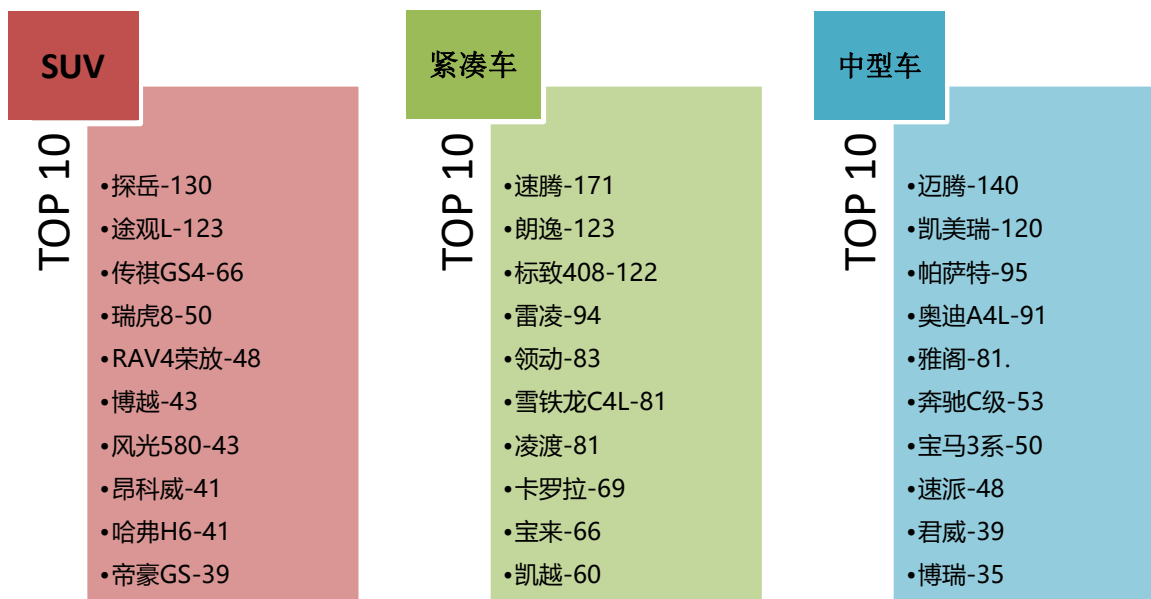 SUV
TOP 10
•探岳-130
•途观L-123
•传祺GS4-66
•瑞虎8-50
•RAV4荣放-48
•博越-43
•风光580-43
•昂科威-41
•哈弗H6-41
•帝豪GS-39
紧凑车
TOP 10
•速腾-171
•朗逸-123
•标致408-122
•雷凌-94
•领动-83
•雪铁龙C4L-81
•凌渡-81
•卡罗拉-69
•宝来-66
•凯越-60
中型车
TOP 10
•迈腾-140
•凯美瑞-120
•帕萨特-95
•奥迪A4L-91
•雅阁-81.
•奔驰C级-53
•宝马3系-50
•速派-48
•君威-39
•博瑞-35